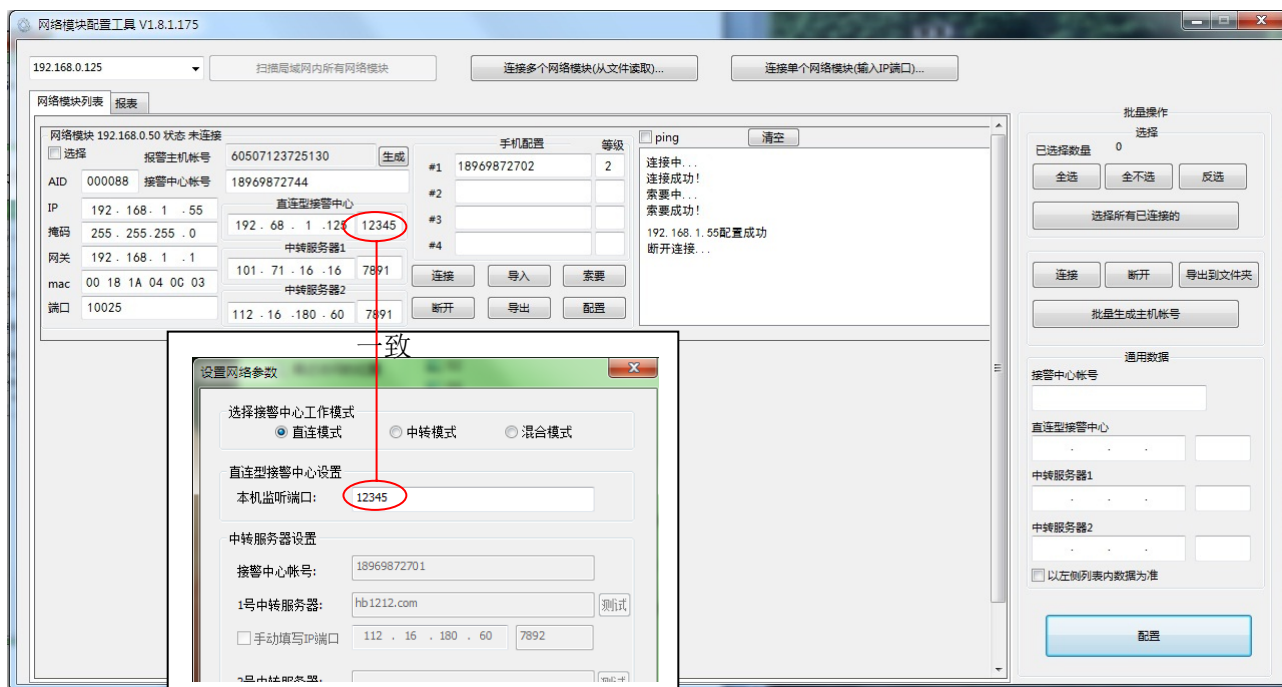 网络模块配置工具 V1.8.1.175
192.168.0.125
扫描局域网内所有网络模块
连接多个网络模块(从文件读取)...
连接单个网络模块(输入IP端口)...
网络模块列表 报表
网络模块 192.168.0.50 状态 未连接
选择 报警主机帐号 60507123725130 生成
AID 000088 接警中心帐号 18969872744
IP 192 . 168 . 1 . 55
直连型接警中心
掩码 255 . 255 . 255 . 0
192 . 68 . 1 . 125 12345
网关 192 . 168 . 1 . 1
中转服务器1
mac 00 18 1A 04 0C 03
101 . 71 . 16 . 16 7891
端口 10025
中转服务器2
112 . 16 . 180 . 60 7891
手机配置 等级
#1 18969872702 2
#2
#3
#4
连接 导入 索要
断开 导出 配置
ping 清空
连接中...
连接成功!
索要中...
索要成功!
192.168.1.55配置成功
断开连接...
一致
设置网络参数
选择接警中心工作模式
直连模式 中转模式 混合模式
直连型接警中心设置
本机监听端口: 12345
中转服务器设置
接警中心帐号: 18969872701
1号中转服务器: hb1212.com 测试
手动填写IP端口 112 . 16 . 180 . 60 7892
2号中转服务器: 测试
批量操作
选择
已选择数量 0
全选 全不选 反选
选择所有已连接的
连接 断开 导出到文件夹
批量生成主机帐号
通用数据
接警中心帐号
直连型接警中心
. . .
中转服务器1
. . .
中转服务器2
. . .
以左侧列表内数据为准
配置